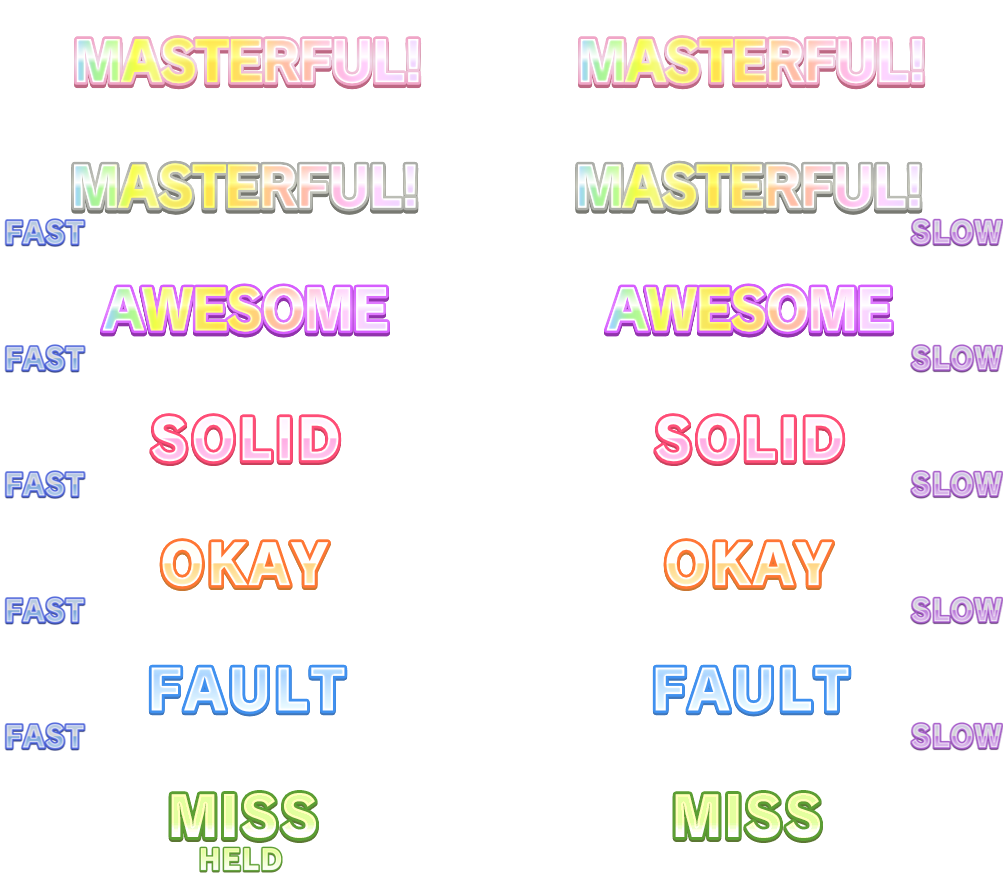 MASTERFUL! MASTERFUL!
MASTERFUL! MASTERFUL!
FAST SLOW
AWESOME AWESOME
FAST SLOW
SOLID SOLID
FAST SLOW
OKAY OKAY
FAST SLOW
FAULT FAULT
FAST SLOW
MISS MISS
HELD